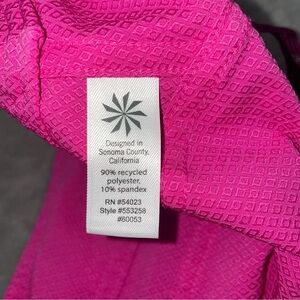 Designed in
Sonoma County,
California
90% recycled
polyester,
10% spandex
RN #54023
Style #553258
#60053